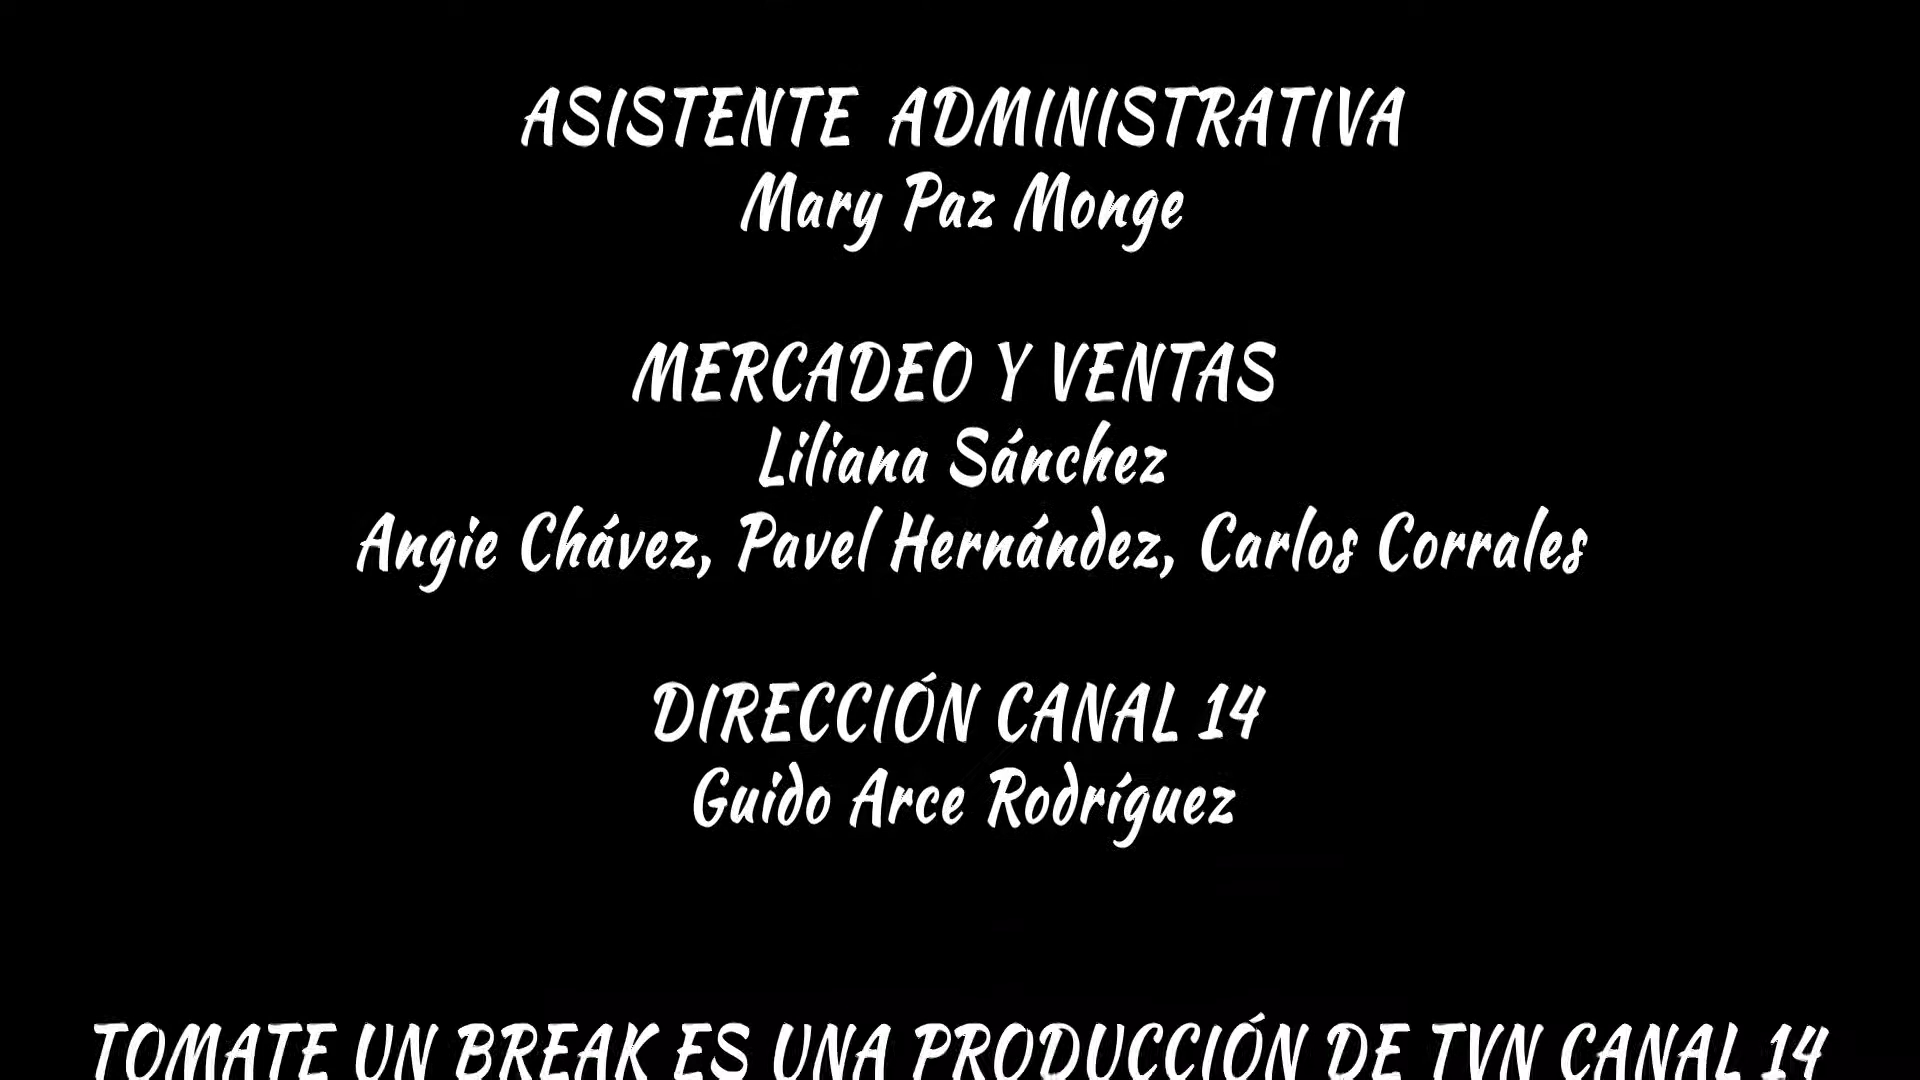 ASISTENTE ADMINISTRATIVA
Mary Paz Monge
MERCADEO Y VENTAS
Liliana Sánchez
Angie Chávez, Pavel Hernández, Carlos Corrales
DIRECCIÓN CANAL 14
Guido Arce Rodríguez
TOMATE UN BREAK ES UNA PRODUCCIÓN DE TVN CANAL 14